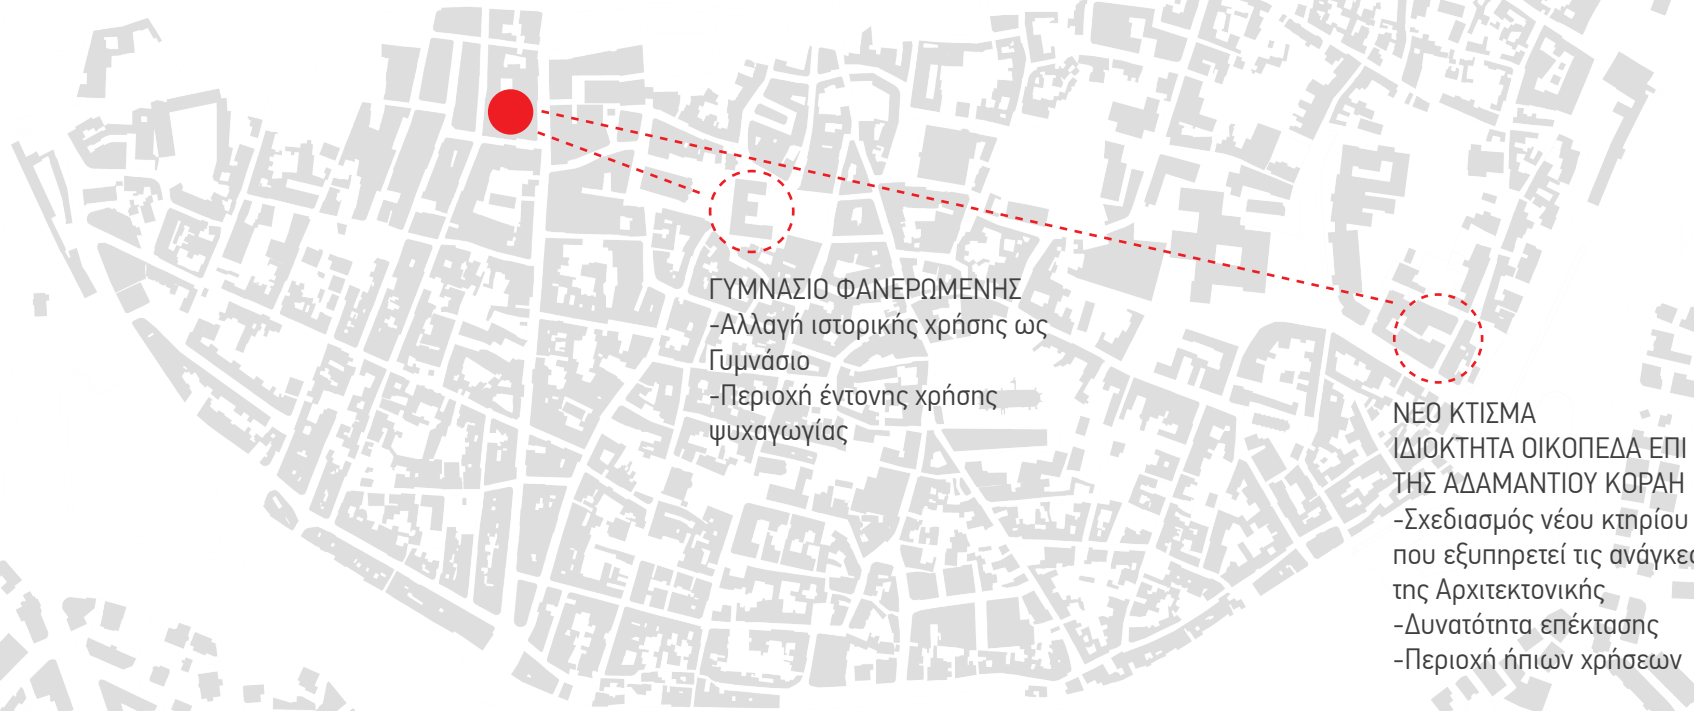 ΓΥΜΝΑΣΙΟ ΦΑΝΕΡΩΜΕΝΗΣ
-Αλλαγή ιστορικής χρήσης ως
Γυμνάσιο
-Περιοχή έντονης χρήσης
ψυχαγωγίας
ΝΕΟ ΚΤΙΣΜΑ
ΙΔΙΟΚΤΗΤΑ ΟΙΚΟΠΕΔΑ ΕΠΙ
ΤΗΣ ΑΔΑΜΑΝΤΙΟΥ ΚΟΡΑΗ
-Σχεδιασμός νέου κτηρίου
που εξυπηρετεί τις ανάγκες
της Αρχιτεκτονικής
-Δυνατότητα επέκτασης
-Περιοχή ήπιων χρήσεων